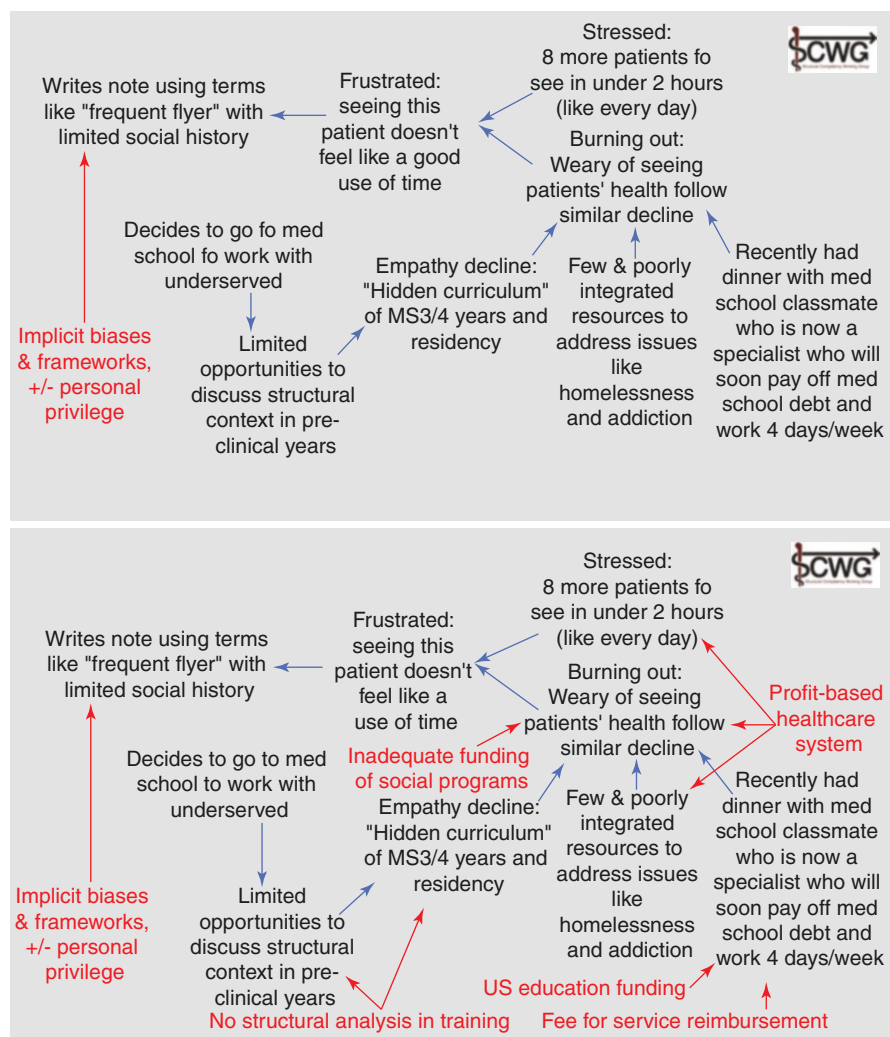 Stressed:
8 more patients fo
see in under 2 hours
(like every day)
CWG
Writes note using terms
like "frequent flyer" with
limited social history
Frustrated:
seeing this
patient doesn't
feel like a good
use of time
Burning out:
Weary of seeing
patients' health follow
similar decline
Decides to go fo med
school fo work with
underserved
Empathy decline:
"Hidden curriculum"
of MS3/4 years and
residency
Few & poorly
integrated
resources to
address issues
like
homelessness
and addiction
Recently had
dinner with med
school classmate
who is now a
specialist who will
soon pay off med
school debt and
work 4 days/week
Implicit biases
& frameworks,
+/- personal
privilege
Limited
opportunities to
discuss structural
context in pre-
clinical years
Stressed:
8 more patients fo
see in under 2 hours
(like every day)
CWG
Writes note using terms
like "frequent flyer" with
limited social history
Frustrated:
seeing this
patient doesn't
feel like a
use of time
Burning out:
Weary of seeing
patients' health follow
similar decline
Profit-based
healthcare
system
Decides to go to med
school to work with
underserved
Inadequate funding
of social programs
Empathy decline:
"Hidden curriculum"
of MS3/4 years and
residency
Few & poorly
integrated
resources to
address issues
like
homelessness
and addiction
Recently had
dinner with med
school classmate
who is now a
specialist who will
soon pay off med
school debt and
work 4 days/week
Implicit biases
& frameworks,
+/- personal
privilege
Limited
opportunities to
discuss structural
context in pre-
clinical years
US education funding
No structural analysis in training
Fee for service reimbursement